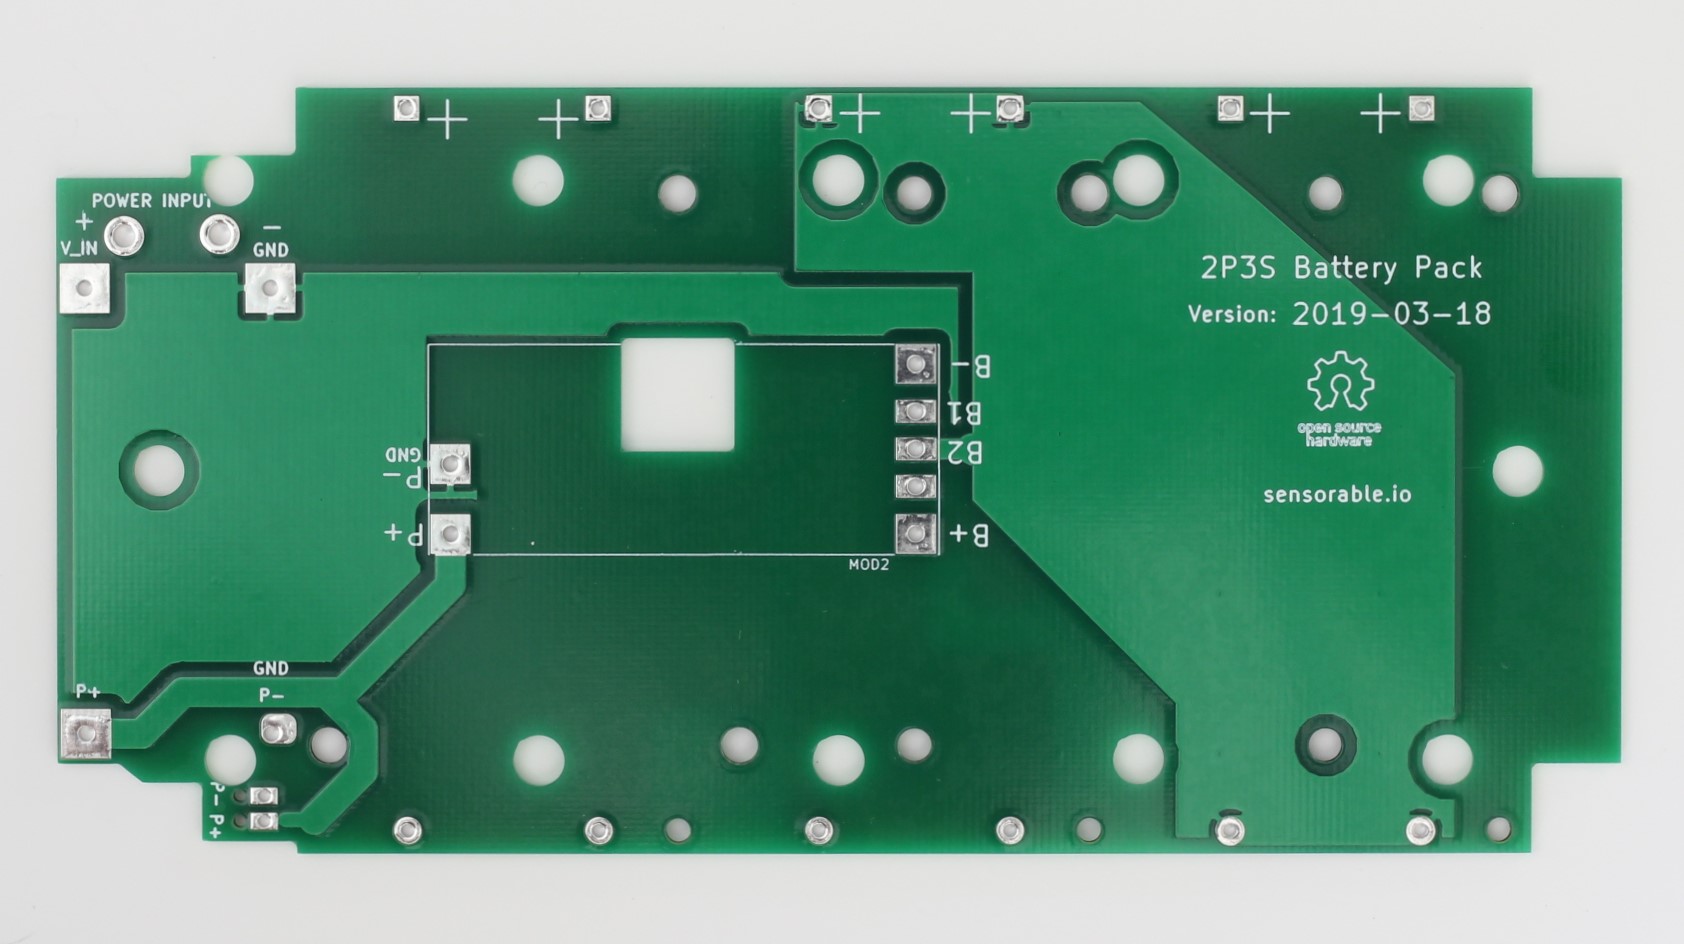 + + + + + +
POWER INPUT
+ -
V_IN GND
2P3S Battery Pack
Version: 2019-03-18
B-
B1
B2
open source
hardware
GND
P-
sensorable.io
P+
B+
MOD2
GND
P+
P-
P-
P+